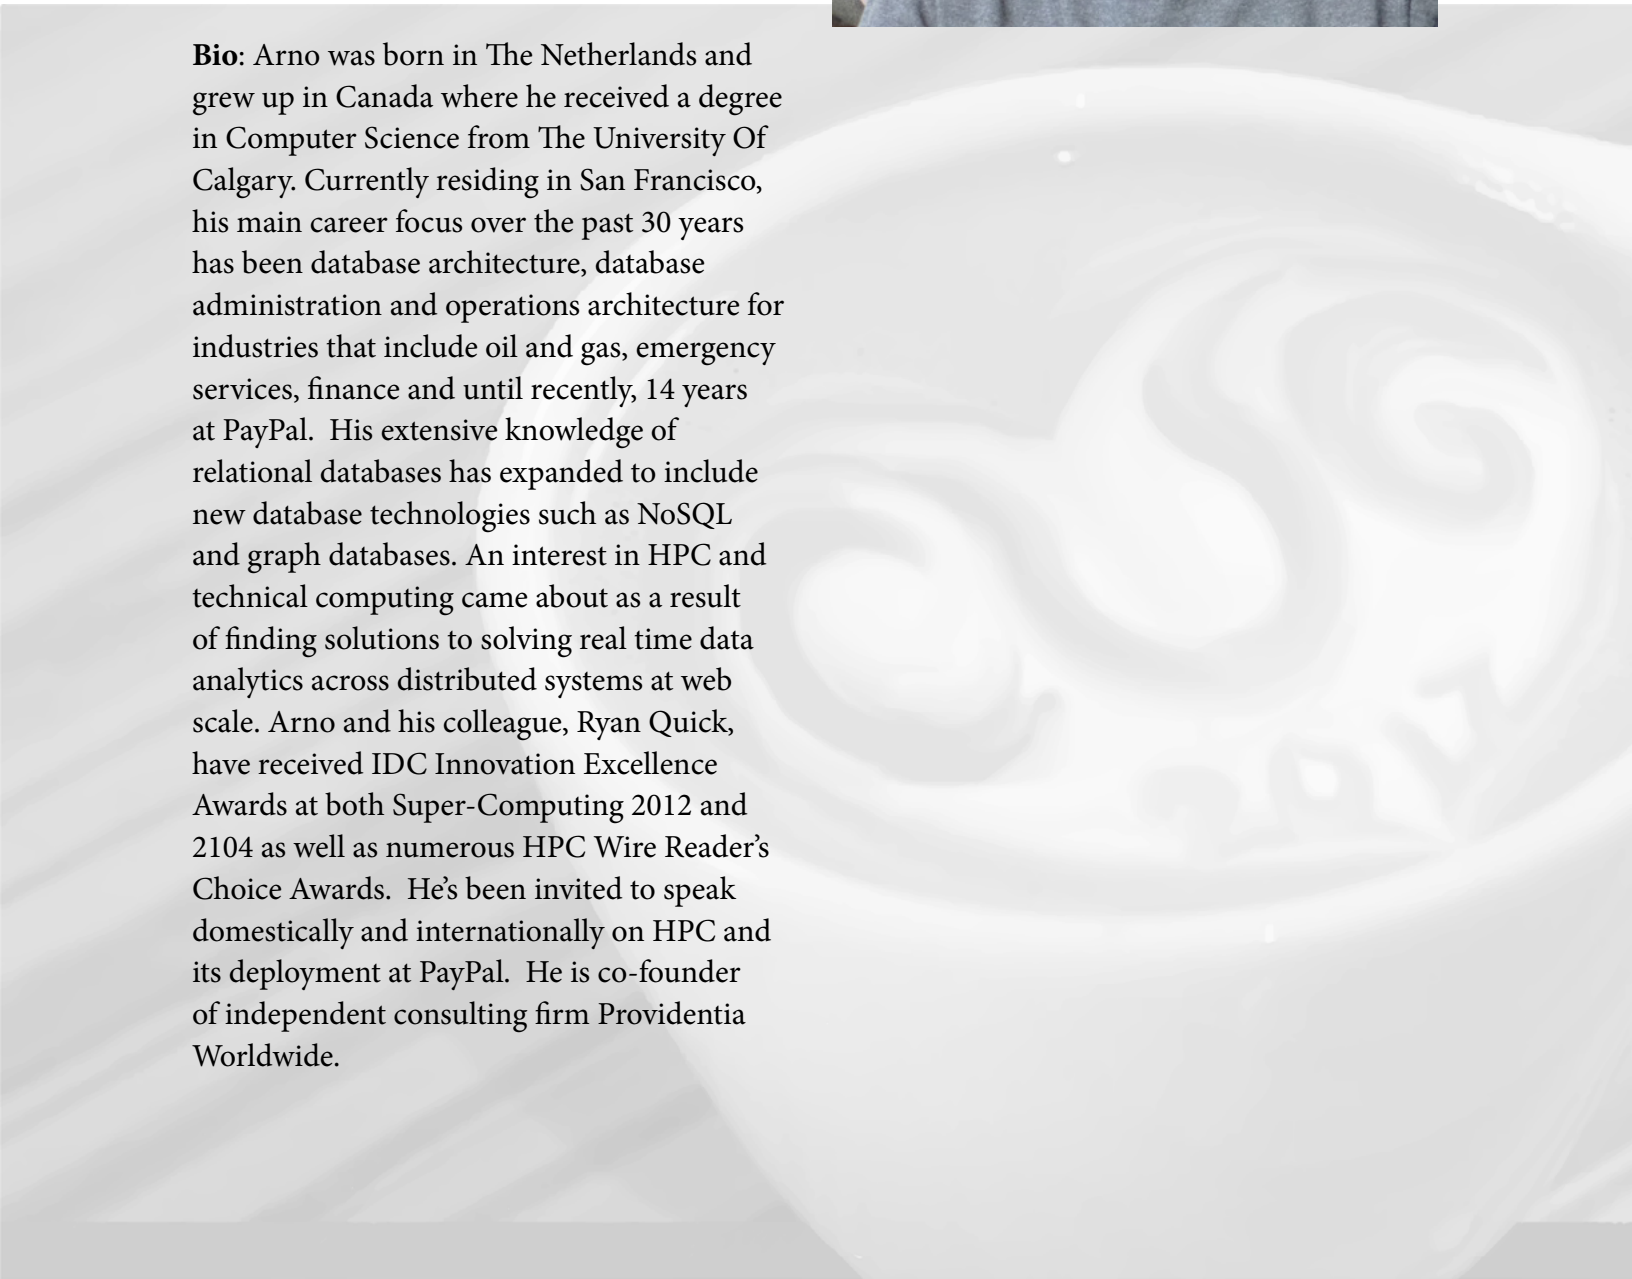 Bio: Arno was born in The Netherlands and
grew up in Canada where he received a degree
in Computer Science from The University Of
Calgary. Currently residing in San Francisco,
his main career focus over the past 30 years
has been database architecture, database
administration and operations architecture for
industries that include oil and gas, emergency
services, finance and until recently, 14 years
at PayPal.  His extensive knowledge of
relational databases has expanded to include
new database technologies such as NoSQL
and graph databases. An interest in HPC and
technical computing came about as a result
of finding solutions to solving real time data
analytics across distributed systems at web
scale. Arno and his colleague, Ryan Quick,
have received IDC Innovation Excellence
Awards at both Super-Computing 2012 and
2104 as well as numerous HPC Wire Reader’s
Choice Awards.  He’s been invited to speak
domestically and internationally on HPC and
its deployment at PayPal.  He is co-founder
of independent consulting firm Providentia
Worldwide.
2017